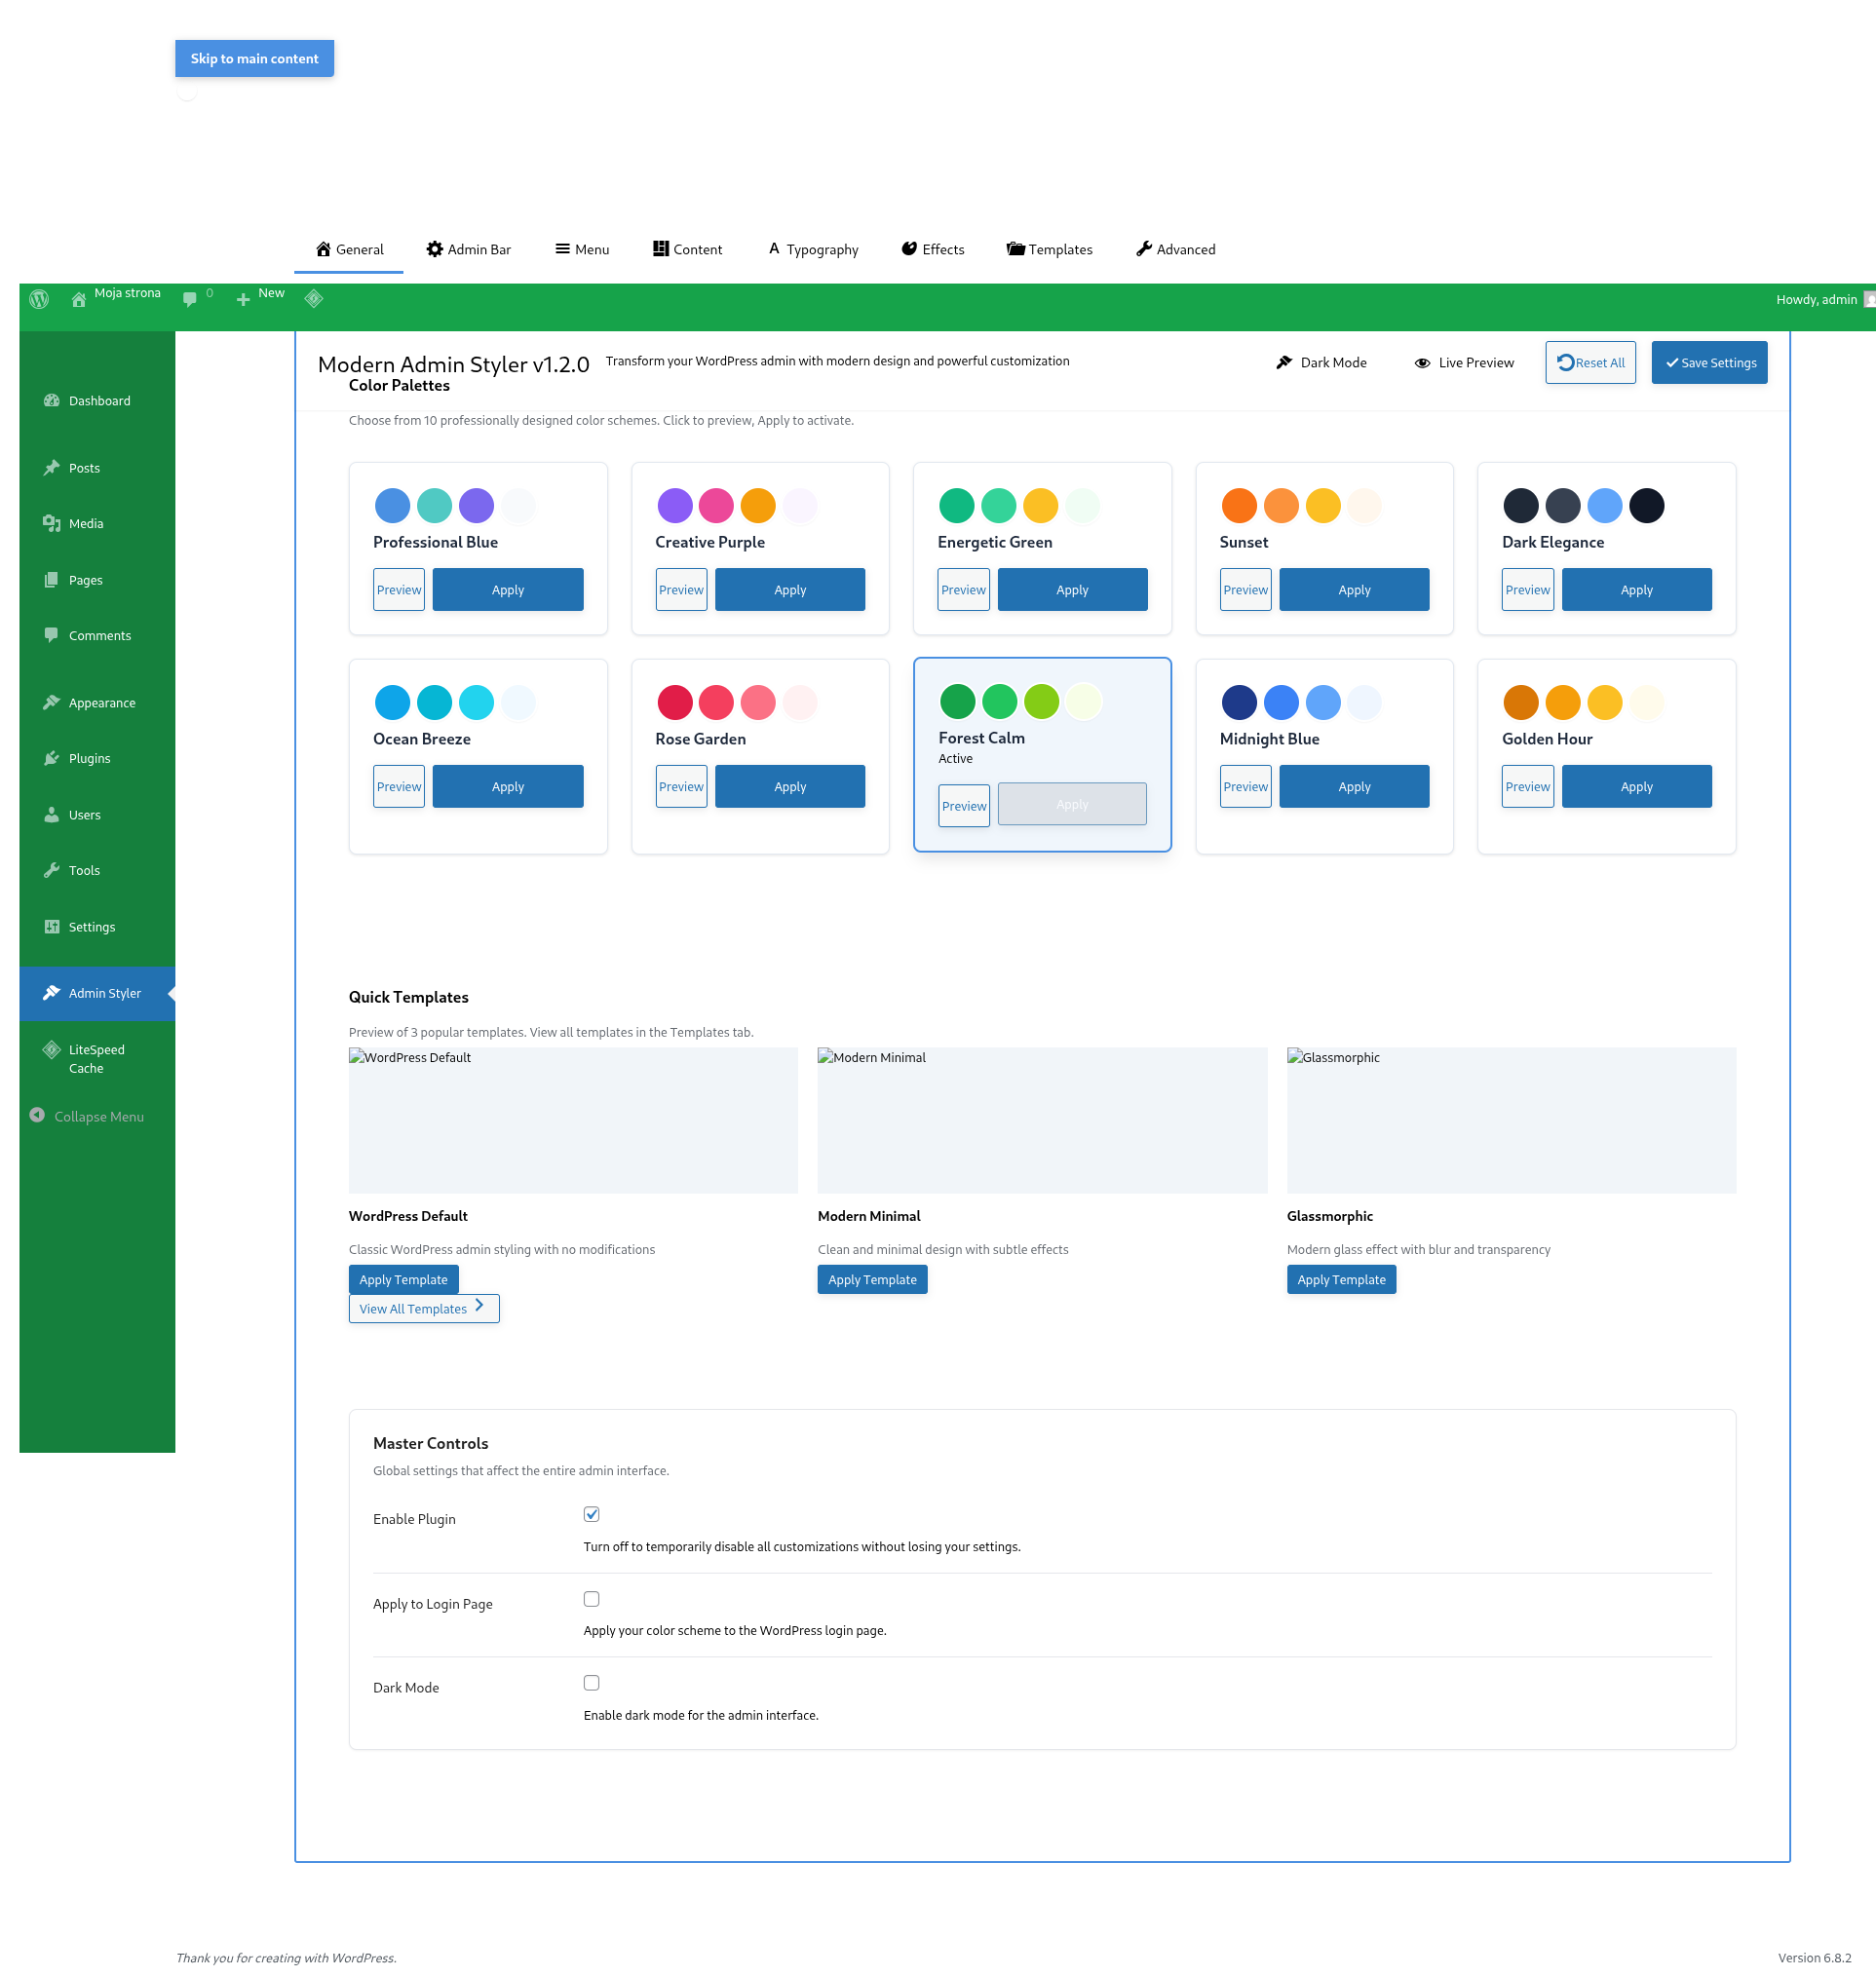 Skip to main content
General
Admin Bar
Menu
Content
Typography
Effects
Templates
Advanced
Moja strona
0
New
Howdy, admin
Dashboard
Posts
Media
Pages
Comments
Appearance
Plugins
Users
Tools
Settings
Admin Styler
LiteSpeed
Cache
Collapse Menu
Modern Admin Styler v1.2.0
Transform your WordPress admin with modern design and powerful customization
Dark Mode
Live Preview
Reset All
Save Settings
Color Palettes
Choose from 10 professionally designed color schemes. Click to preview, Apply to activate.
Professional Blue
Preview
Apply
Creative Purple
Preview
Apply
Energetic Green
Preview
Apply
Sunset
Preview
Apply
Dark Elegance
Preview
Apply
Ocean Breeze
Preview
Apply
Rose Garden
Preview
Apply
Forest Calm
Active
Preview
Apply
Midnight Blue
Preview
Apply
Golden Hour
Preview
Apply
Quick Templates
Preview of 3 popular templates. View all templates in the Templates tab.
WordPress Default
WordPress Default
Classic WordPress admin styling with no modifications
Apply Template
Modern Minimal
Modern Minimal
Clean and minimal design with subtle effects
Apply Template
Glassmorphic
Glassmorphic
Modern glass effect with blur and transparency
Apply Template
View All Templates
Master Controls
Global settings that affect the entire admin interface.
Enable Plugin
Turn off to temporarily disable all customizations without losing your settings.
Apply to Login Page
Apply your color scheme to the WordPress login page.
Dark Mode
Enable dark mode for the admin interface.
Thank you for creating with WordPress.
Version 6.8.2